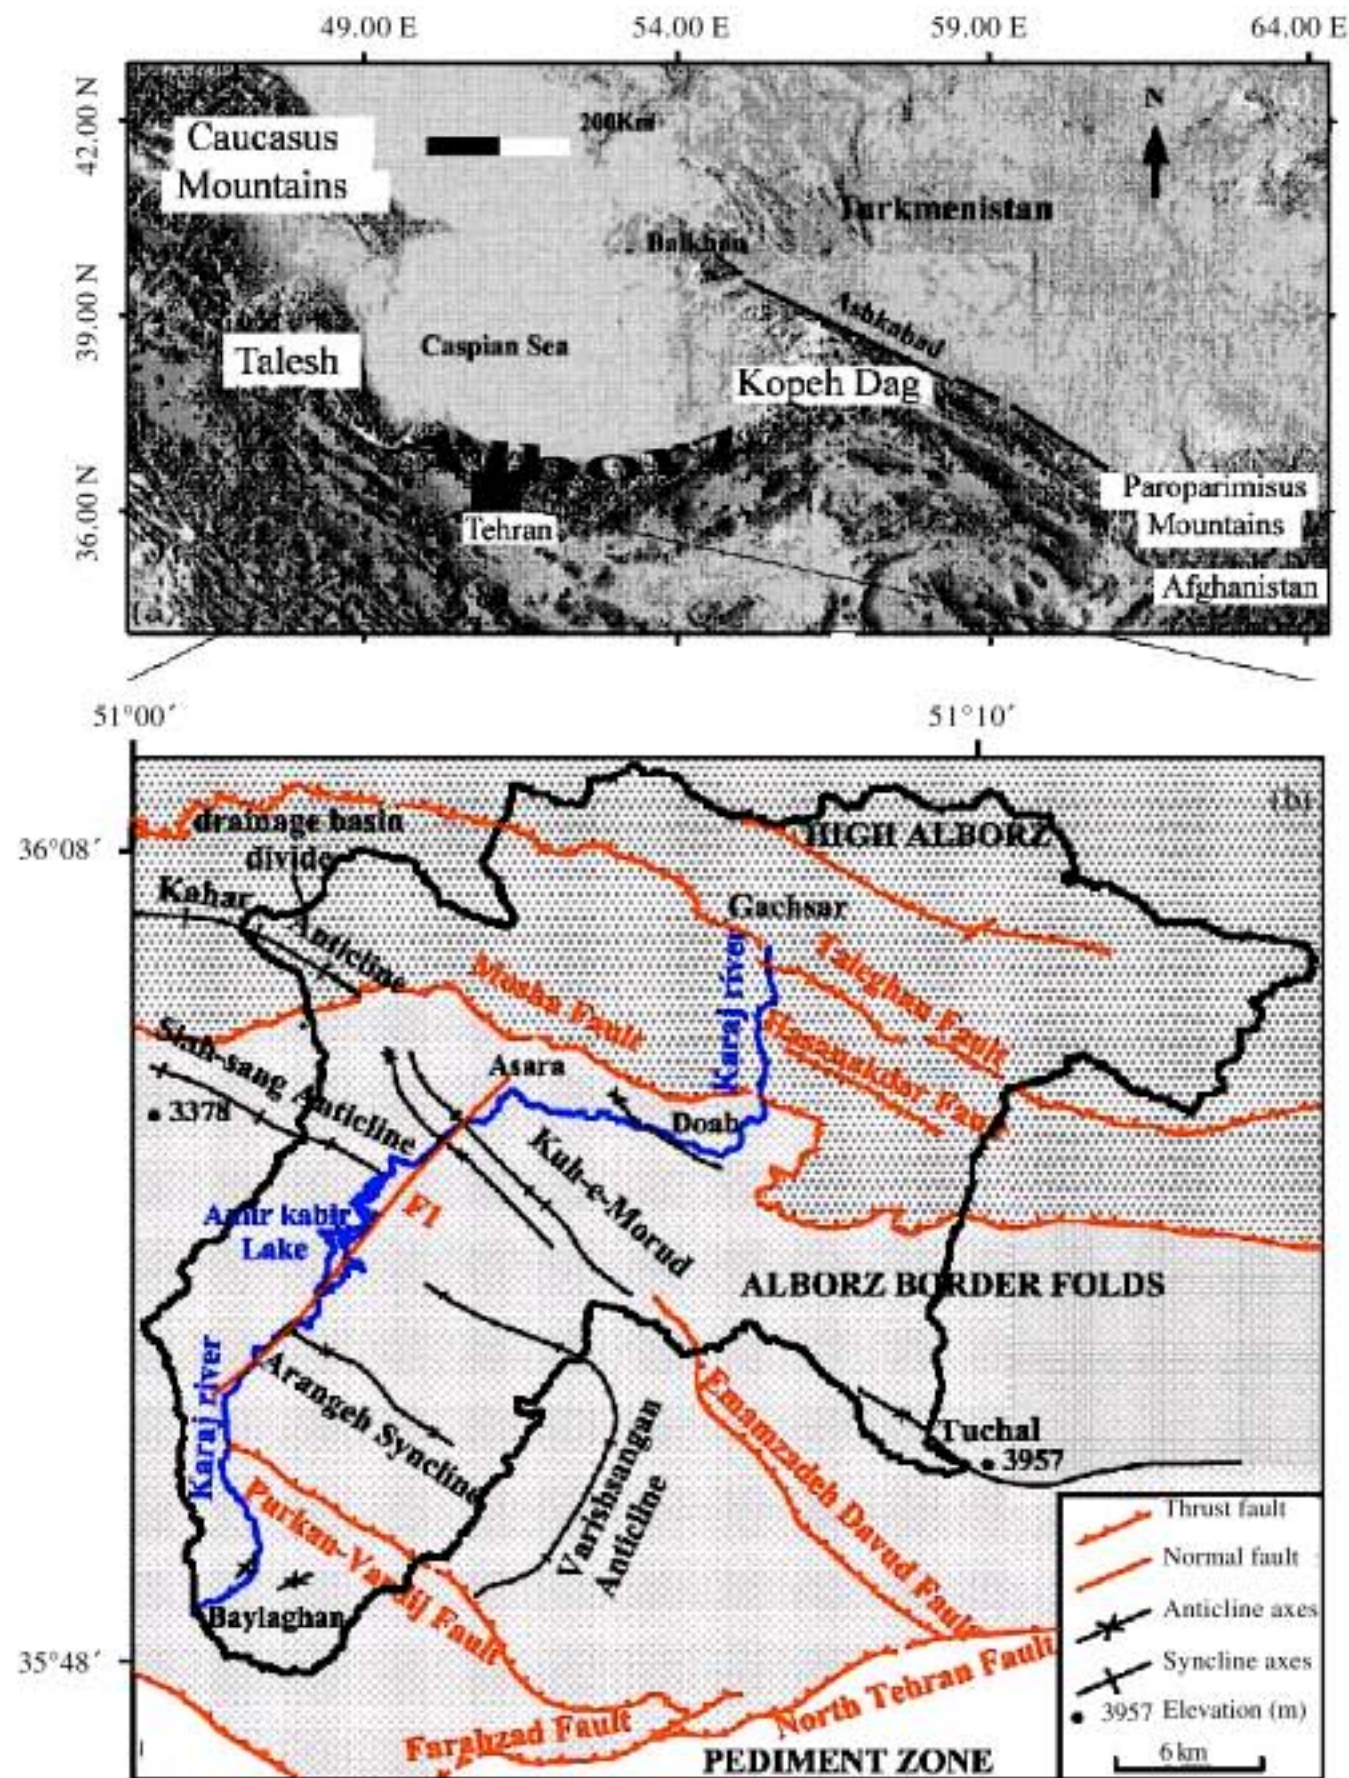 49.00 E
54.00 E
59.00 E
64.00 E
42.00 N
39.00 N
36.00 N
Caucasus
Mountains
200Km
N
Turkmenistan
Balkhan
Ashkabad
Caspian Sea
Talesh
Kopeh Dag
Paroparimisus
Mountains
Tehran
Afghanistan
51°00´
51°10´
36°08´
35°48´
(b)
drainage basin
divide
HIGH ALBORZ
Kahar
Anticline
Gachsar
Mosha Fault
Karaj river
Taleghan Fault
Hasanakdar Fault
Siah-sang Anticline
3378
Asara
Doab
Kuh-e-Morud
F1
Amir kabir
Lake
ALBORZ BORDER FOLDS
Karaj river
Arangeh Syncline
Varishsangan
Anticline
Emamzadeh Davud Fault
Tuchal
3957
Purkan-Vardij Fault
Baylaghan
North Tehran Fault
Farahzad Fault
PEDIMENT ZONE
Thrust fault
Normal fault
Anticline axes
Syncline axes
3957 Elevation (m)
6 km